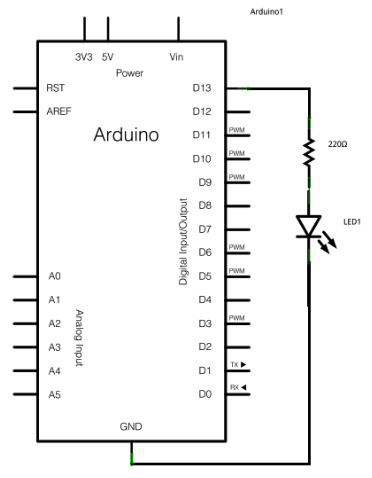 Arduino1
3V3 5V Vin
Power
RST
AREF
Arduino
D13
D12
D11 PWM
D10 PWM
D9 PWM
D8
D7
D6 PWM
D5 PWM
D4
D3 PWM
D2
D1 TX ▶
D0 RX ◀
Digital Input/Output
220Ω
LED1
A0
A1
A2
A3
A4
A5
Analog Input
GND